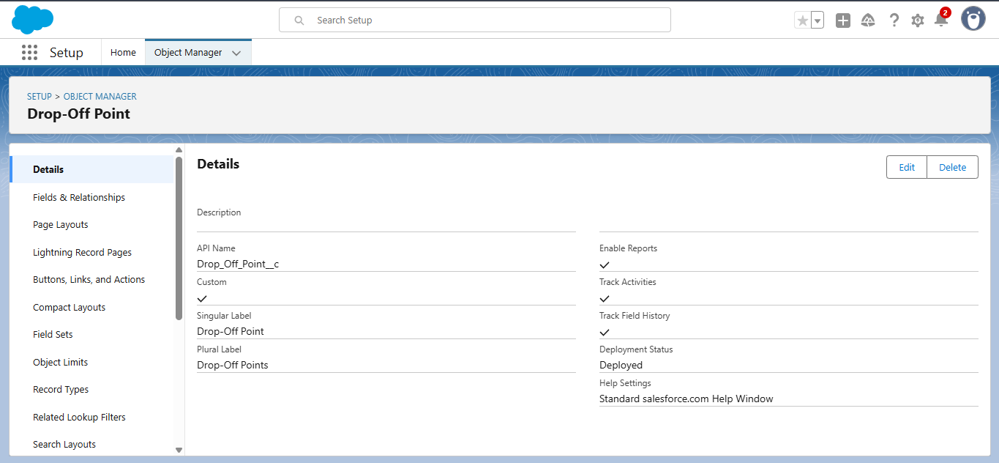 Search Setup
2
Setup
Home
Object Manager
SETUP > OBJECT MANAGER
Drop-Off Point
Details
Fields & Relationships
Page Layouts
Lightning Record Pages
Buttons, Links, and Actions
Compact Layouts
Field Sets
Object Limits
Record Types
Related Lookup Filters
Search Layouts
Details
Edit
Delete
Description
API Name
Drop_Off_Point__c
Custom
Singular Label
Drop-Off Point
Plural Label
Drop-Off Points
Enable Reports
Track Activities
Track Field History
Deployment Status
Deployed
Help Settings
Standard salesforce.com Help Window